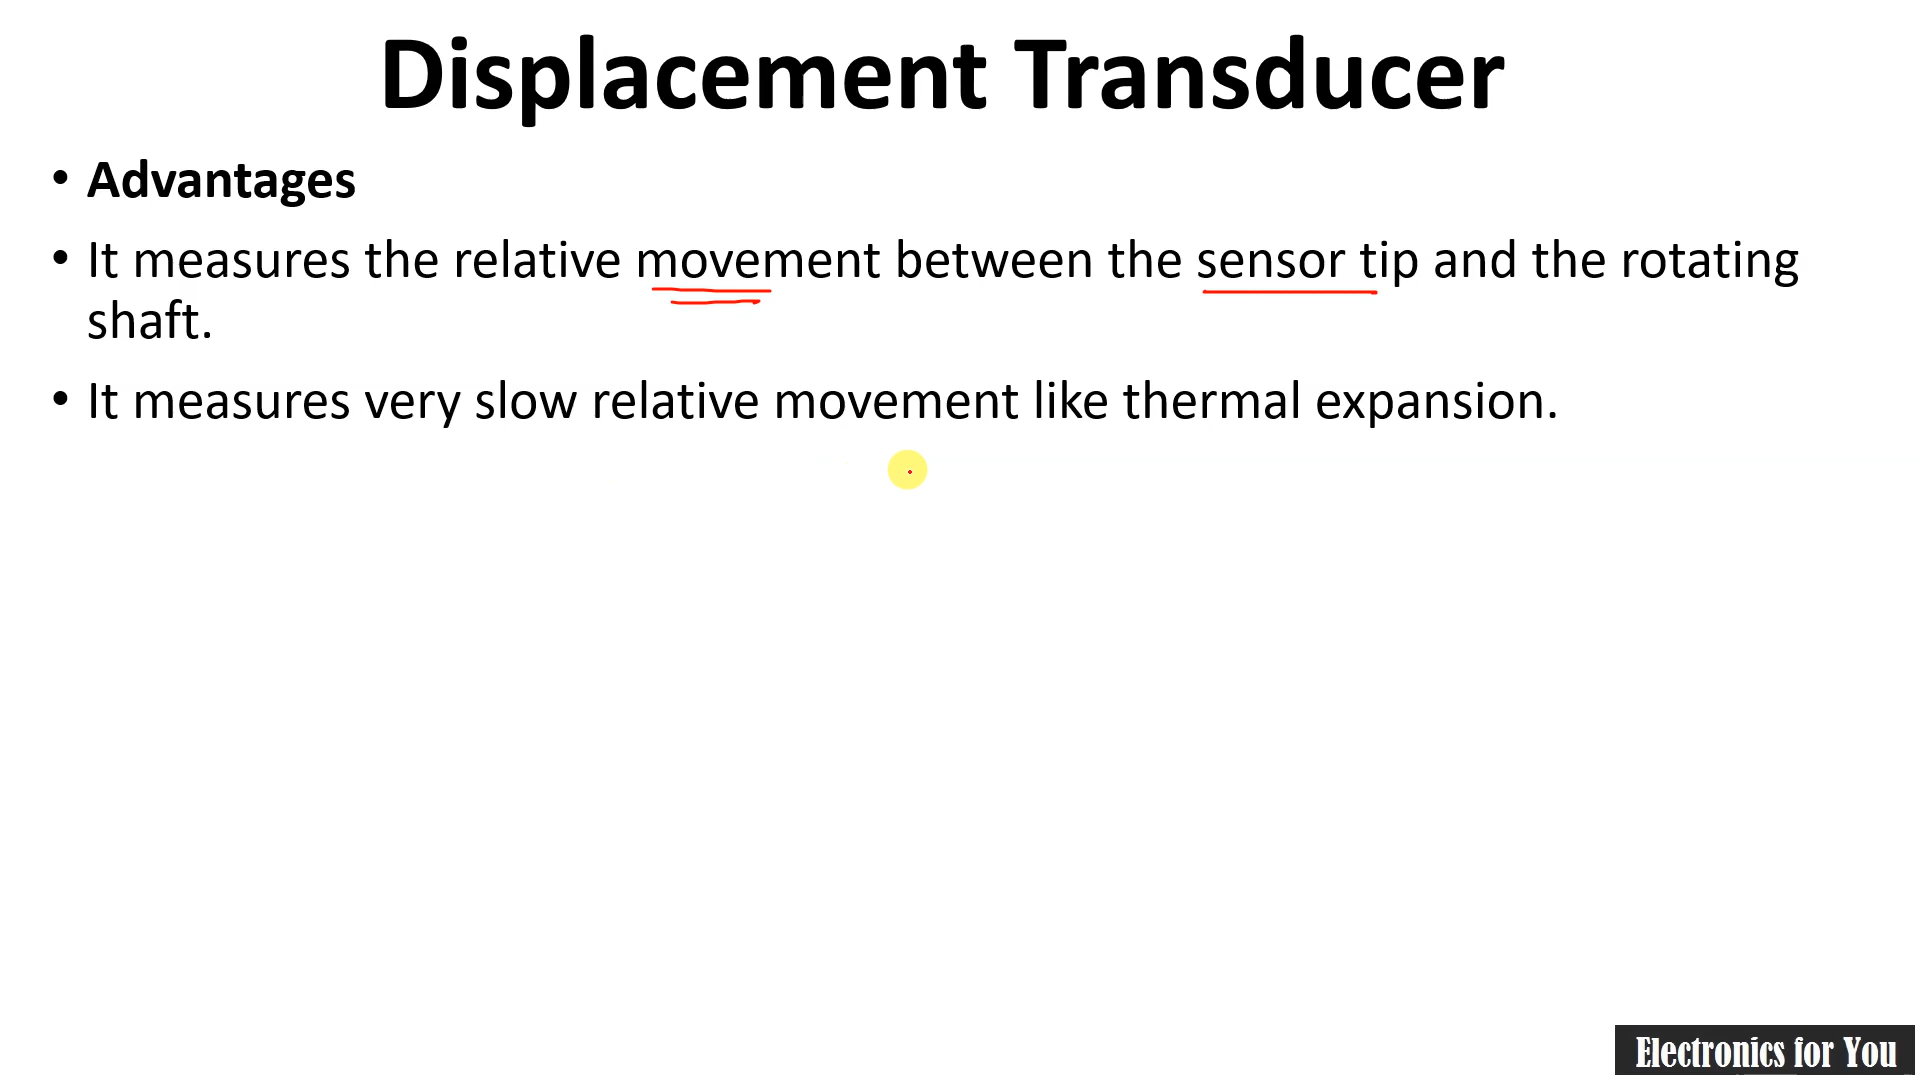 Displacement Transducer
• Advantages
• It measures the relative movement between the sensor tip and the rotating
shaft.
• It measures very slow relative movement like thermal expansion.
Electronics for You